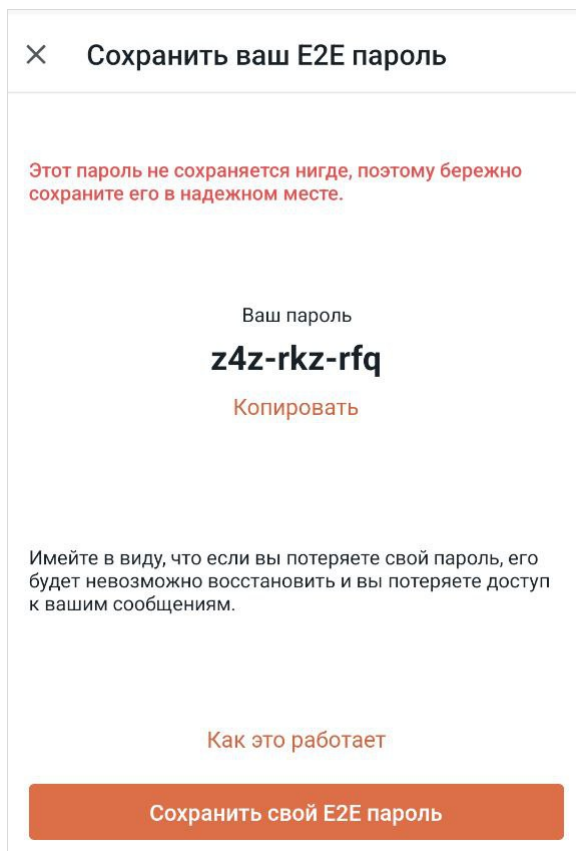 Сохранить ваш E2E пароль
Этот пароль не сохраняется нигде, поэтому бережно
сохраните его в надежном месте.
Ваш пароль
z4z-rkz-rfq
Копировать
Имейте в виду, что если вы потеряете свой пароль, его
будет невозможно восстановить и вы потеряете доступ
к вашим сообщениям.
Как это работает
Сохранить свой E2E пароль